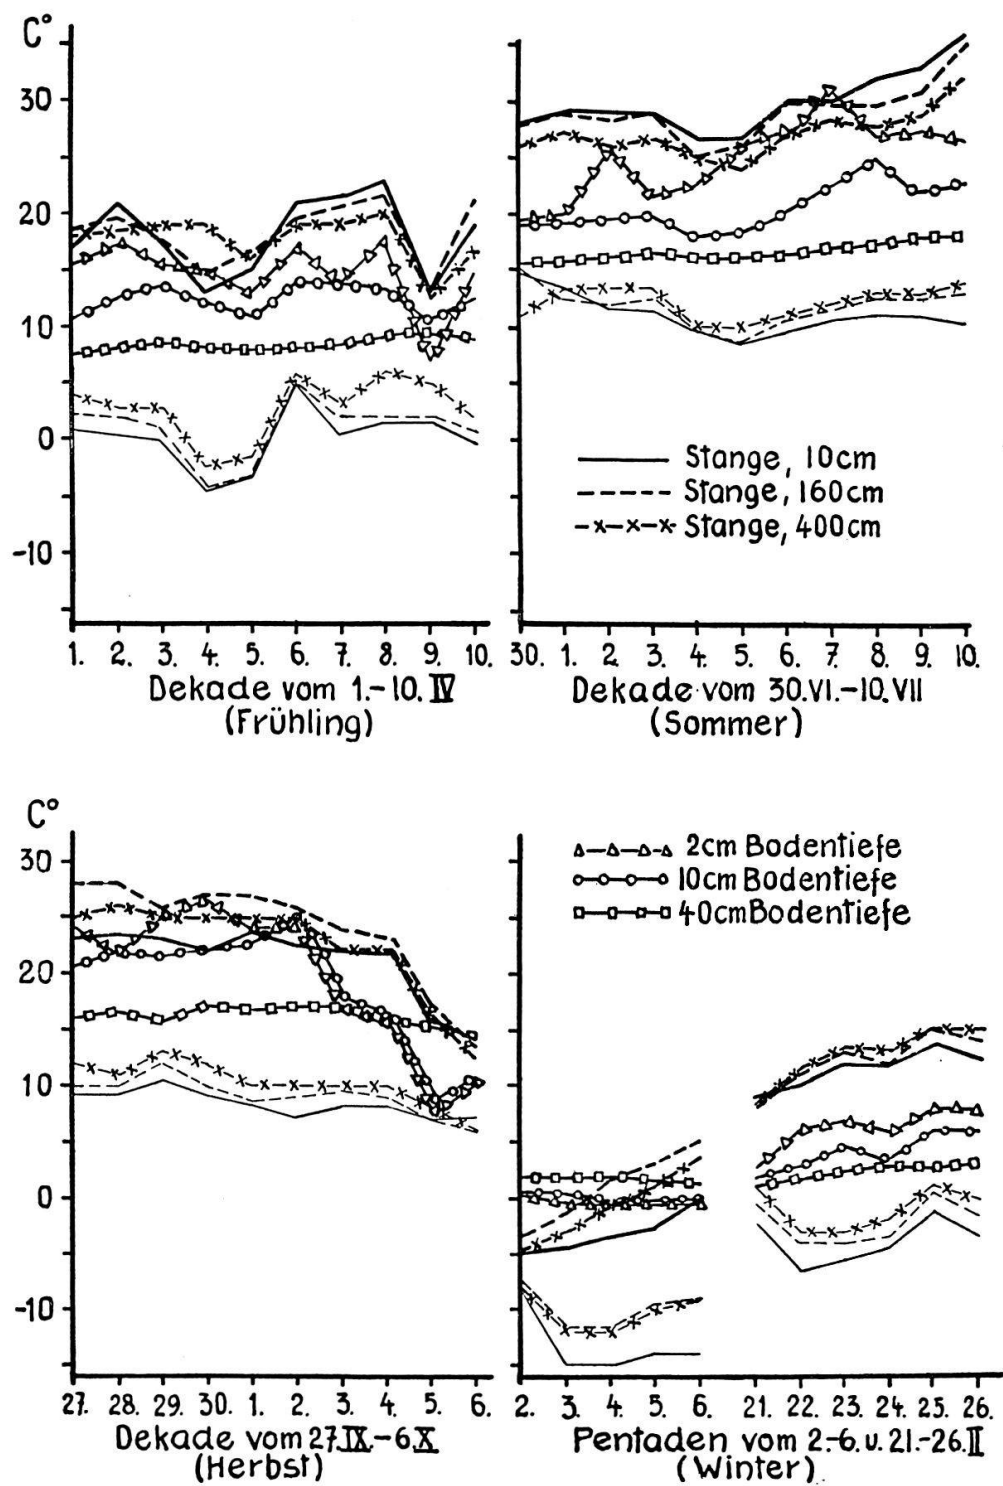 C°
30
20
10
0
-10
1. 2. 3. 4. 5. 6. 7. 8. 9. 10.
Dekade vom 1.-10. IV
(Frühling)
Stange, 10cm
Stange, 160cm
Stange, 400cm
30. 1. 2. 3. 4. 5. 6. 7. 8. 9. 10.
Dekade vom 30.VI.-10.VII
(Sommer)
C°
30
20
10
0
-10
27. 28. 29. 30. 1. 2. 3. 4. 5. 6.
Dekade vom 27.IX.-6.X
(Herbst)
2cm Bodentiefe
10cm Bodentiefe
40cm Bodentiefe
2. 3. 4. 5. 6. 21. 22. 23. 24. 25. 26.
Pentaden vom 2.-6. u. 21.-26.II
(Winter)